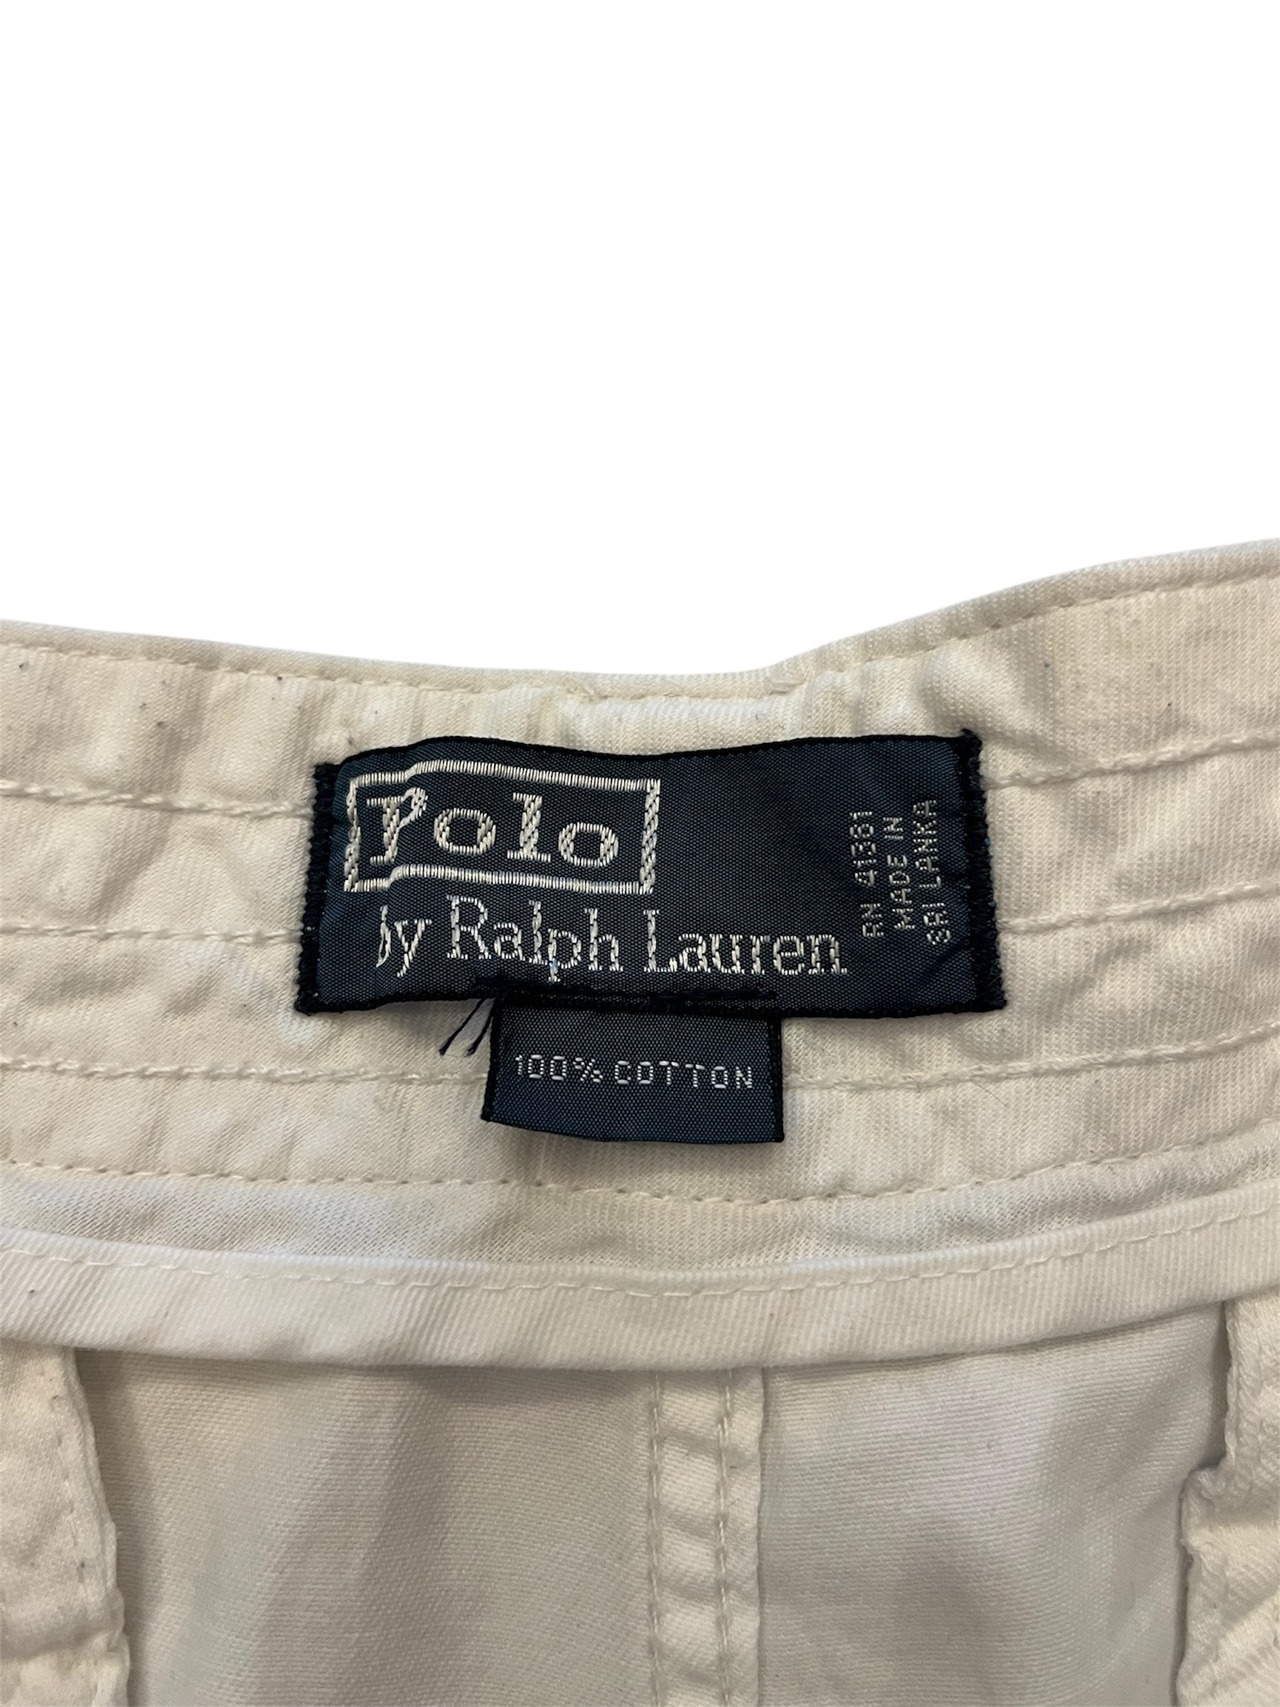 Polo
by Ralph Lauren
RN 41381
MADE IN
SRI LANKA
100% COTTON